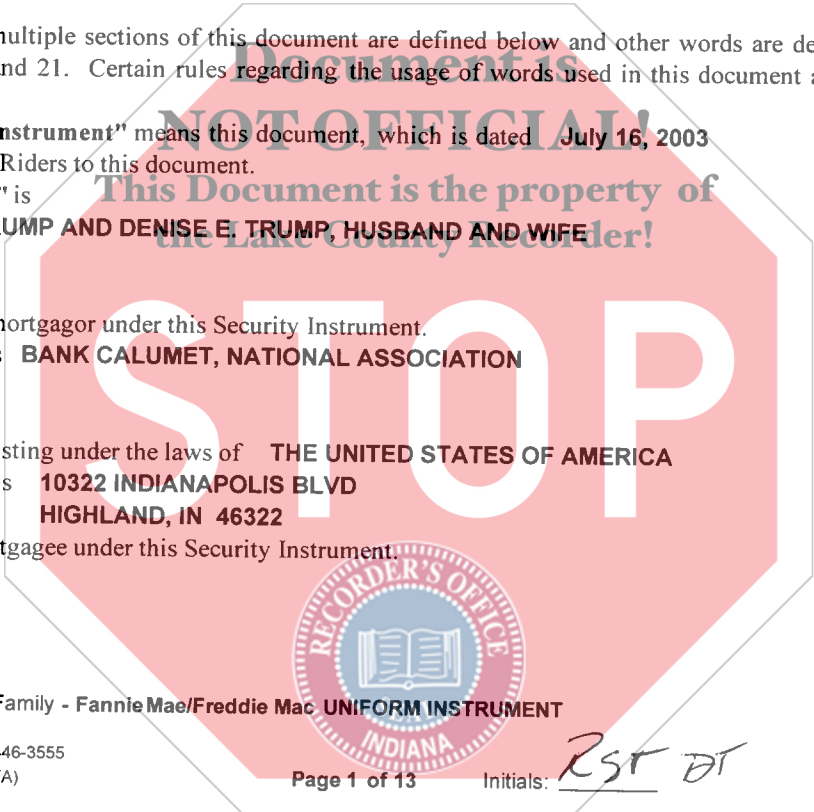 ultiple sections of this document are defined below and other words are de
nd 21. Certain rules regarding the usage of words used in this document a
Document is
NOT OFFICIAL!
This Document is the property of
the Lake County Recorder!
nstrument" means this document, which is dated July 16, 2003
Riders to this document.
" is
UMP AND DENISE E. TRUMP, HUSBAND AND WIFE
ortgagor under this Security Instrument.
BANK CALUMET, NATIONAL ASSOCIATION
STOP
sting under the laws of THE UNITED STATES OF AMERICA
s 10322 INDIANAPOLIS BLVD
HIGHLAND, IN 46322
tgagee under this Security Instrument.
RECORDER'S OFFICE
SEAL
INDIANA
Family - Fannie Mae/Freddie Mac UNIFORM INSTRUMENT
46-3555
A)
Page 1 of 13 Initials: RST DT